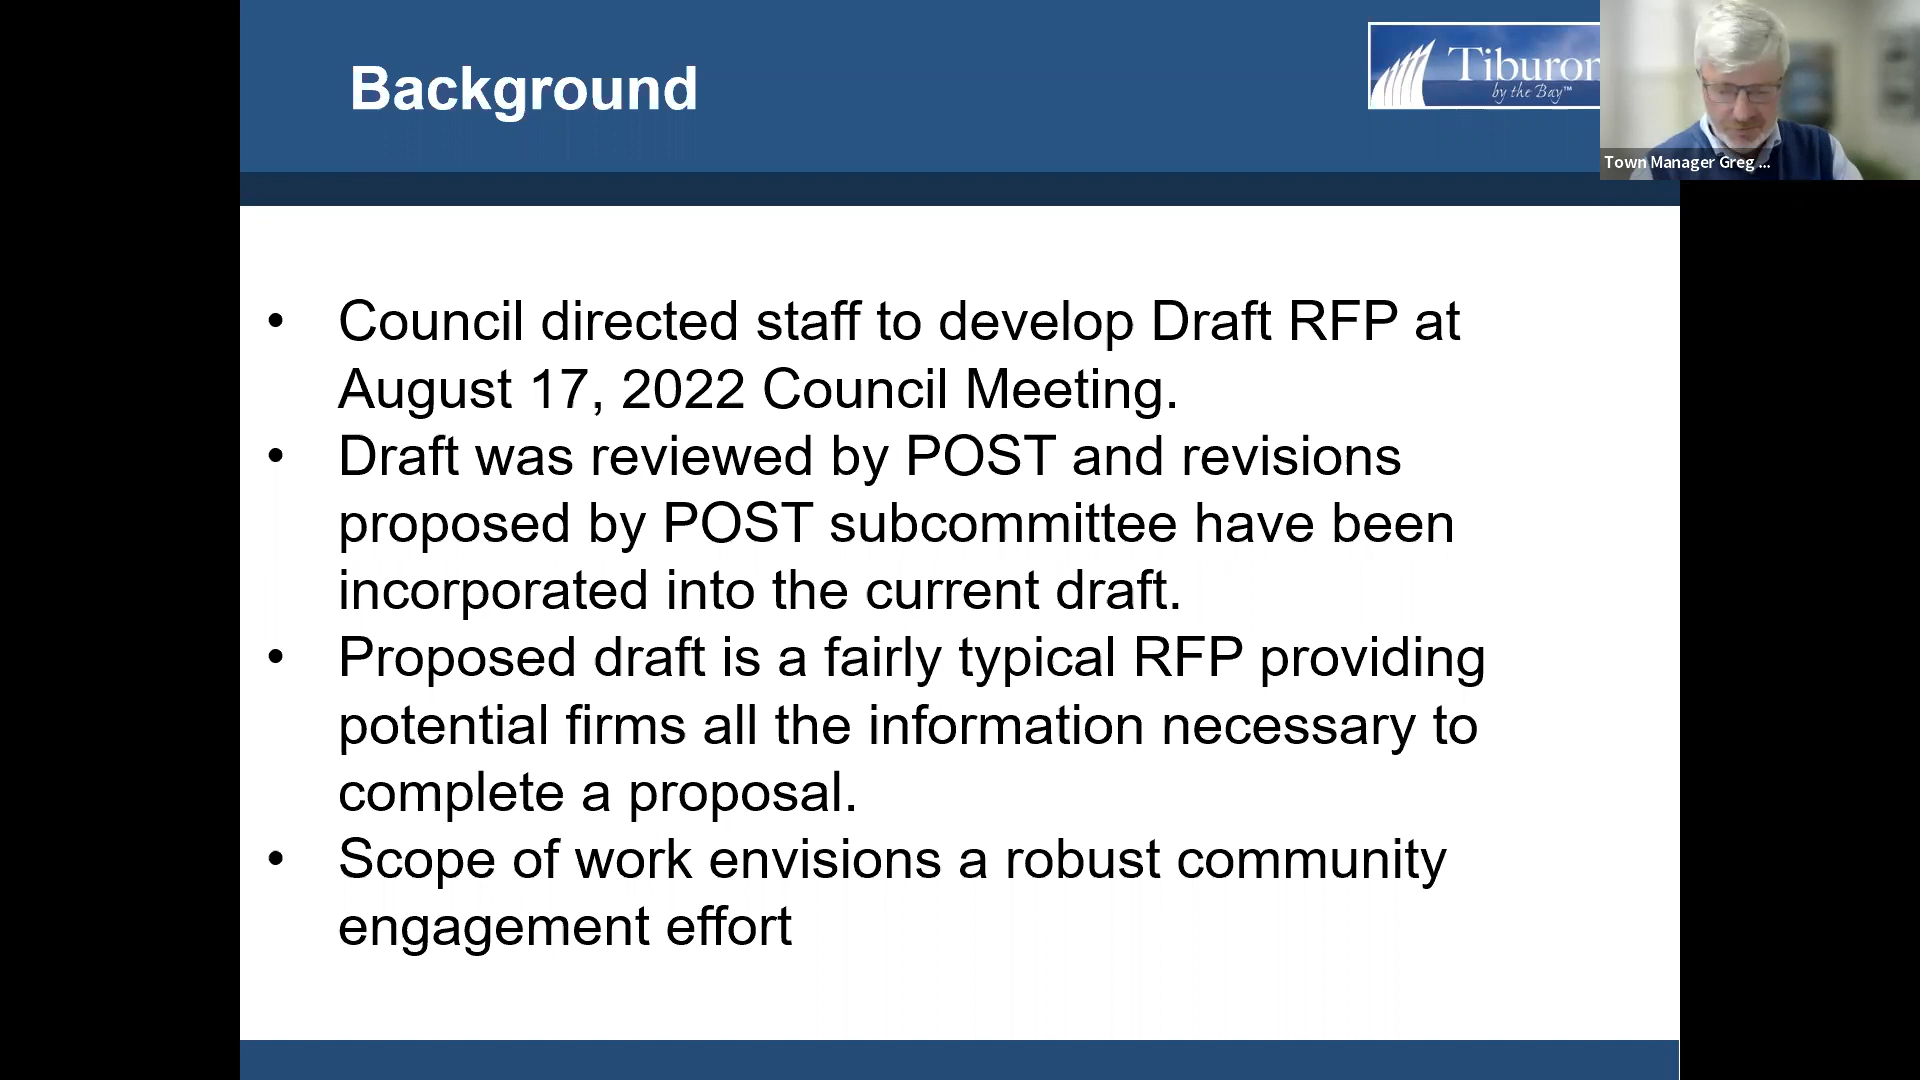 Background
Tiburon
by the Bay™
Town Manager Greg ...
• Council directed staff to develop Draft RFP at
August 17, 2022 Council Meeting.
• Draft was reviewed by POST and revisions
proposed by POST subcommittee have been
incorporated into the current draft.
• Proposed draft is a fairly typical RFP providing
potential firms all the information necessary to
complete a proposal.
• Scope of work envisions a robust community
engagement effort